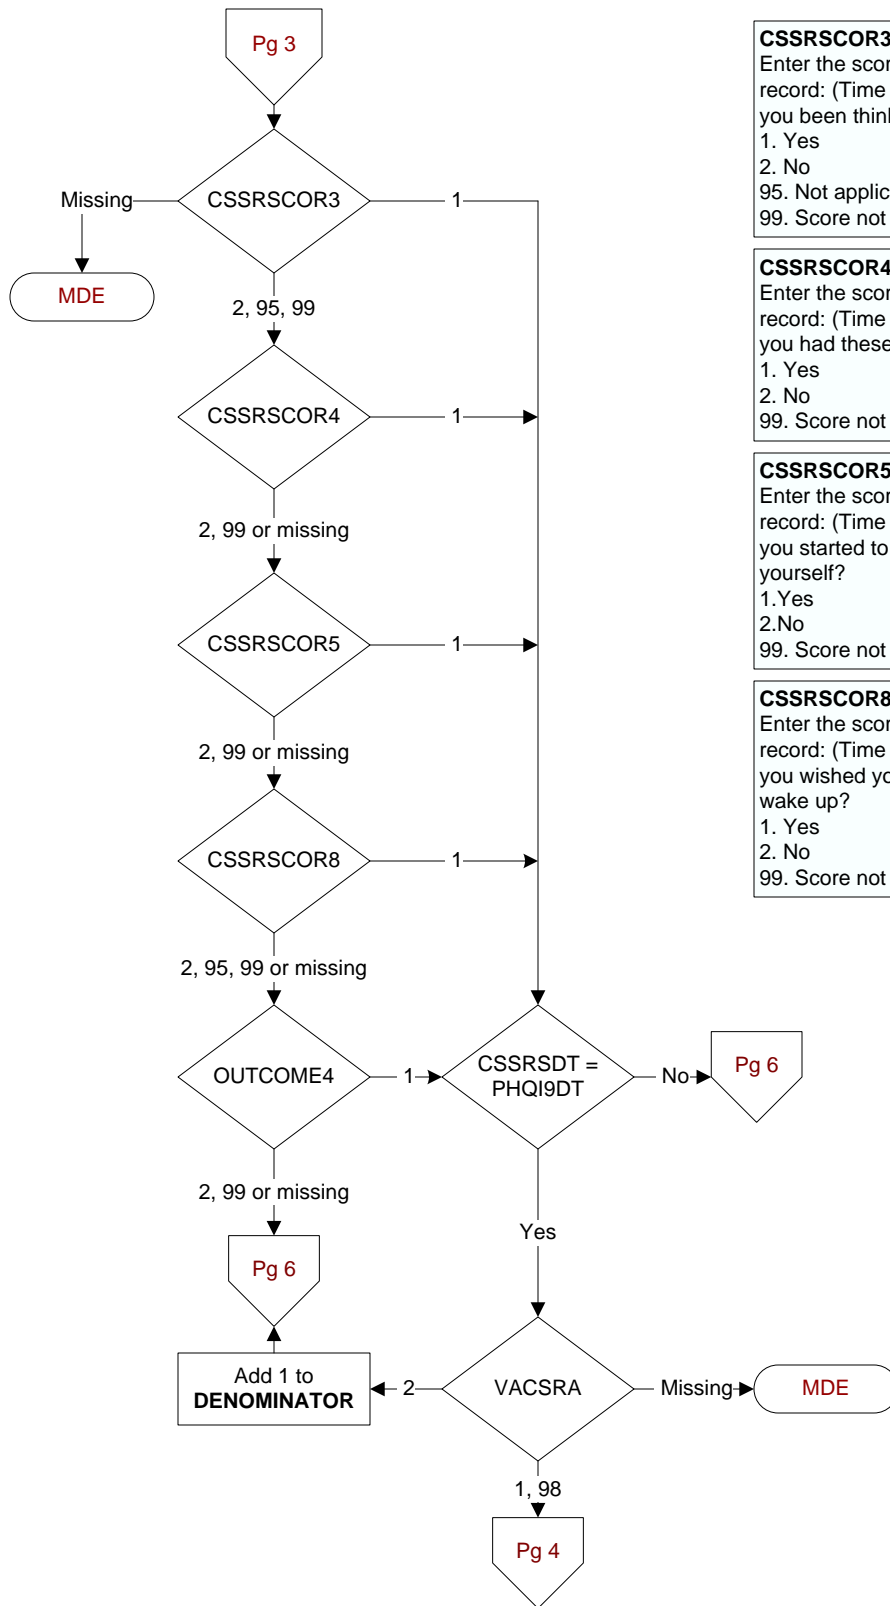 Pg 3
CSSRSCOR3
Missing
1
MDE
2, 95, 99
CSSRSCOR4
1
2, 99 or missing
CSSRSCOR5
1
2, 99 or missing
CSSRSCOR8
1
2, 95, 99 or missing
OUTCOME4
1
CSSRSDT =
PHQI9DT
No
Pg 6
2, 99 or missing
Yes
Pg 6
Add 1 to
DENOMINATOR
2
VACSRA
Missing
MDE
1, 98
Pg 4
CSSRSCOR3
Enter the scor
record: (Time
you been think
1. Yes
2. No
95. Not applic
99. Score not
CSSRSCOR4
Enter the scor
record: (Time
you had these
1. Yes
2. No
99. Score not
CSSRSCOR5
Enter the scor
record: (Time
you started to
yourself?
1.Yes
2.No
99. Score not
CSSRSCOR8
Enter the scor
record: (Time
you wished yo
wake up?
1. Yes
2. No
99. Score not